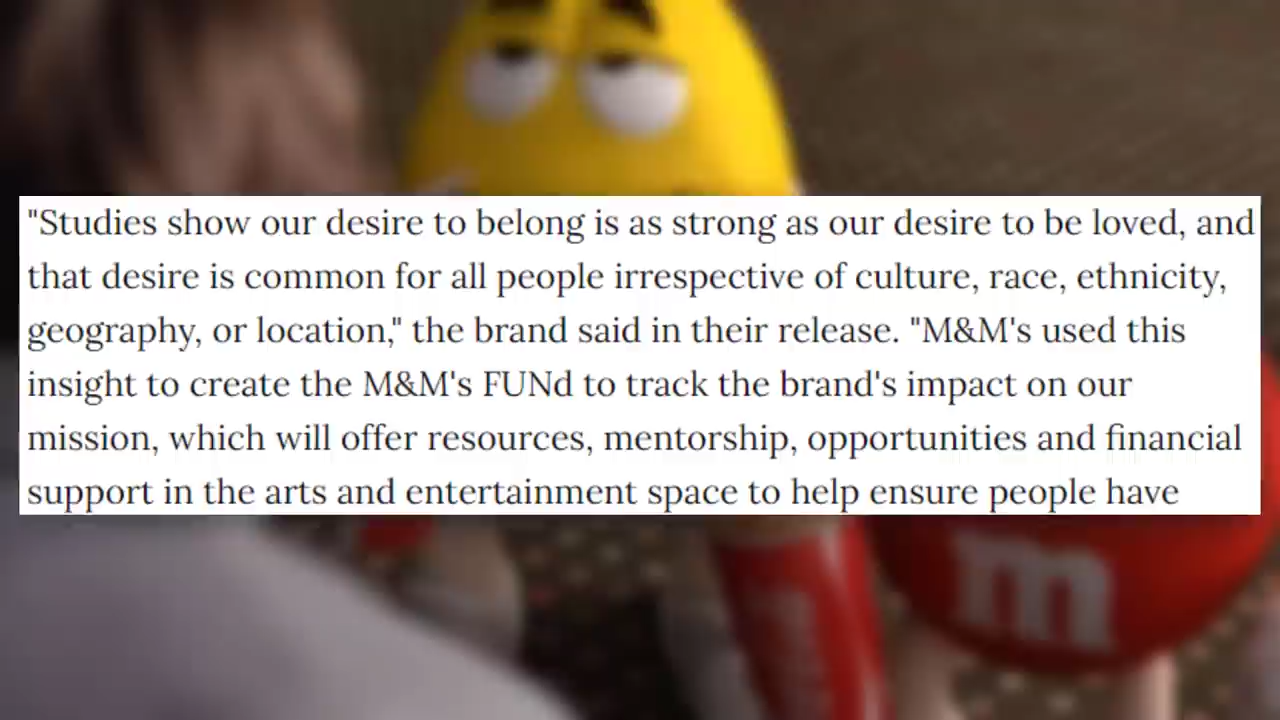 "Studies show our desire to belong is as strong as our desire to be loved, and
that desire is common for all people irrespective of culture, race, ethnicity,
geography, or location," the brand said in their release. "M&M's used this
insight to create the M&M's FUNd to track the brand's impact on our
mission, which will offer resources, mentorship, opportunities and financial
support in the arts and entertainment space to help ensure people have
m